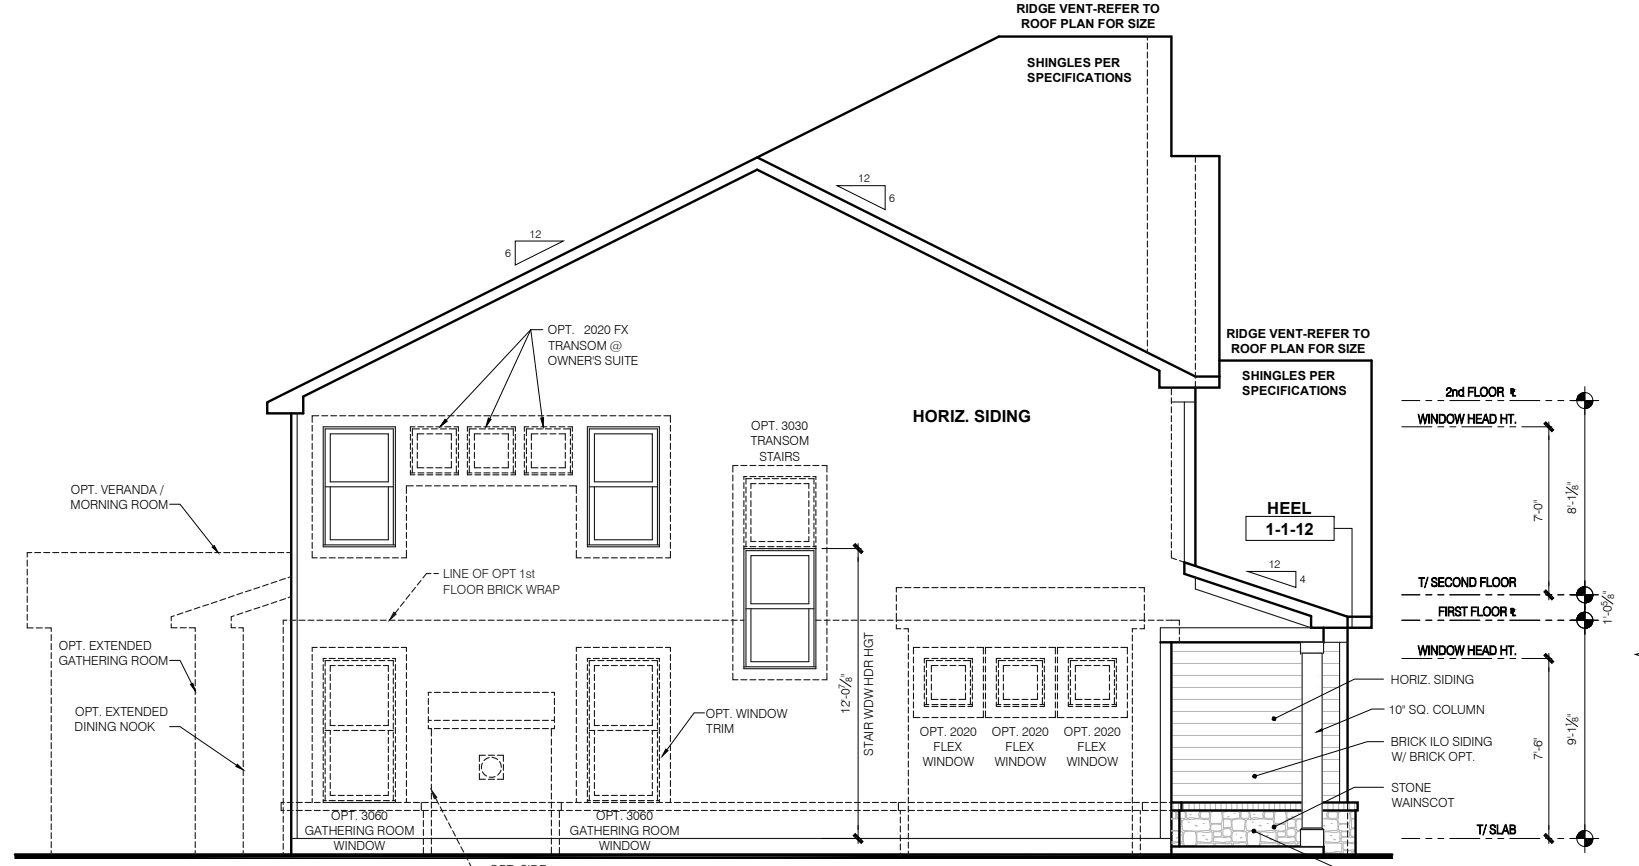 RIDGE VENT-REFER TO
ROOF PLAN FOR SIZE
SHINGLES PER
SPECIFICATIONS
12
6
12
6
RIDGE VENT-REFER TO
ROOF PLAN FOR SIZE
SHINGLES PER
SPECIFICATIONS
OPT. 2020 FX
TRANSOM @
OWNER'S SUITE
HORIZ. SIDING
OPT. 3030
TRANSOM
STAIRS
2nd FLOOR ℄
WINDOW HEAD HT.
OPT. VERANDA /
MORNING ROOM
HEEL
1-1-12
7'-0"
8'-1⅛"
12
4
LINE OF OPT 1st
FLOOR BRICK WRAP
T/ SECOND FLOOR
FIRST FLOOR ℄
1'-0⅝"
OPT. EXTENDED
GATHERING ROOM
WINDOW HEAD HT.
HORIZ. SIDING
12'-0⅞"
STAIR WDW HDR HGT
OPT. EXTENDED
DINING NOOK
OPT. WINDOW
TRIM
10" SQ. COLUMN
OPT. 2020
FLEX
WINDOW
OPT. 2020
FLEX
WINDOW
OPT. 2020
FLEX
WINDOW
BRICK ILO SIDING
W/ BRICK OPT.
7'-6"
9'-1⅛"
STONE
WAINSCOT
OPT. 3060
GATHERING ROOM
WINDOW
OPT. 3060
GATHERING ROOM
WINDOW
T/ SLAB